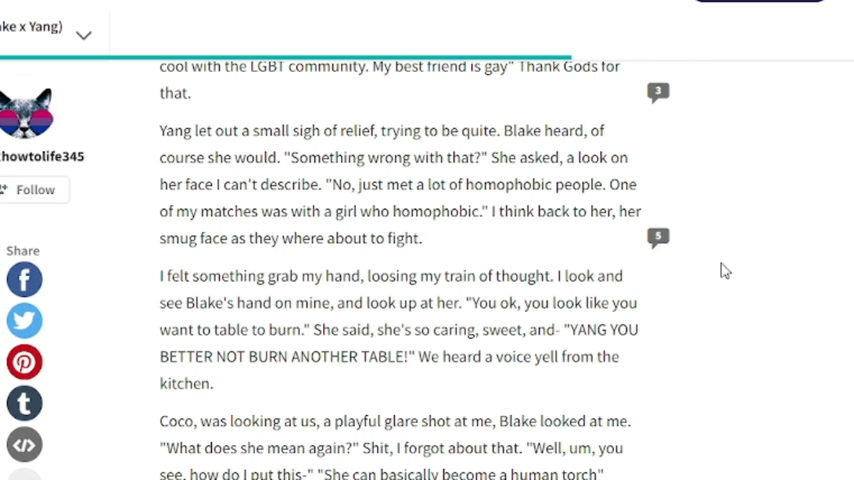 ke x Yang)
cool with the LGBT community. My best friend is gay" Thank Gods for
that.
3
Yang let out a small sigh of relief, trying to be quite. Blake heard, of
course she would. "Something wrong with that?" She asked, a look on
her face I can't describe. "No, just met a lot of homophobic people. One
of my matches was with a girl who homophobic." I think back to her, her
smug face as they where about to fight.
5
howtolife345
Follow
Share
I felt something grab my hand, loosing my train of thought. I look and
see Blake's hand on mine, and look up at her. "You ok, you look like you
want to table to burn." She said, she's so caring, sweet, and- "YANG YOU
BETTER NOT BURN ANOTHER TABLE!" We heard a voice yell from the
kitchen.
Coco, was looking at us, a playful glare shot at me, Blake looked at me.
"What does she mean again?" Shit, I forgot about that. "Well, um, you
see, how do I put this-" "She can basically become a human torch"